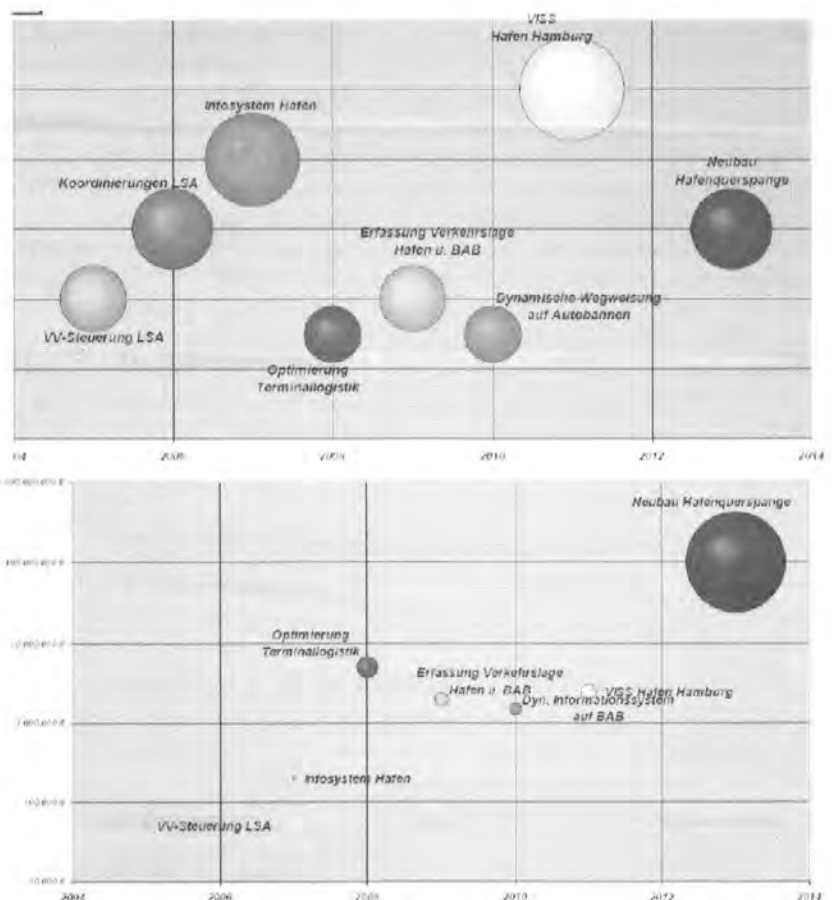 VISS
Hafen Hamburg
Infosystem Hafen
Koordinierungen LSA
Neubau
Hafenquerspange
Erfassung Verkehrslage
Hafen u. BAB
Dynamische Wegweisung
auf Autobahnen
VV-Steuerung LSA
Optimierung
Terminallogistik
04 2006 2008 2010 2012 2014
Neubau Hafenquerspange
Optimierung
Terminallogistik
Erfassung Verkehrslage
Hafen u. BAB
VISS Hafen Hamburg
Dyn. Informationssystem
auf BAB
Infosystem Hafen
VV-Steuerung LSA
2004 2006 2008 2010 2012 2014